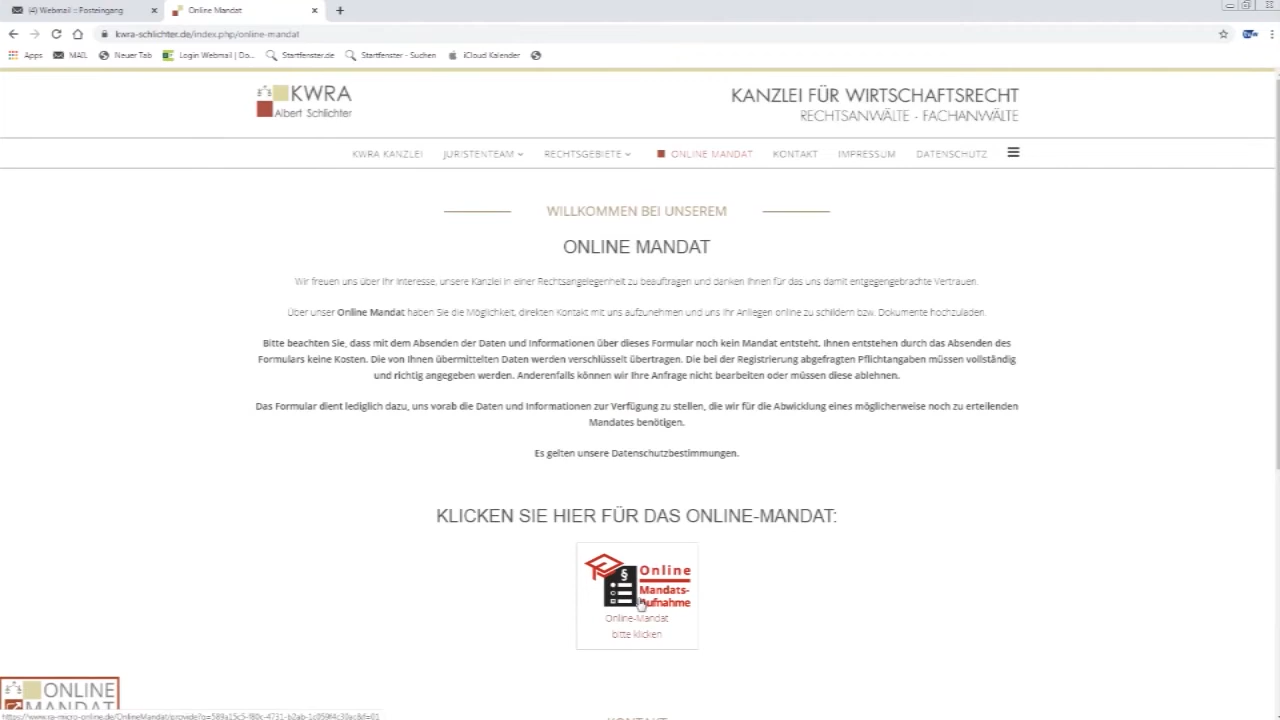 (4) Webmail :: Posteingang
Online Mandat
kwra-schlichter.de/index.php/online-mandat
Apps MAIL Neuer Tab Login Webmail | Do... Startfenster.de Startfenster - Suchen iCloud Kalender
KWRA
Albert Schlichter
KANZLEI FÜR WIRTSCHAFTSRECHT
RECHTSANWÄLTE - FACHANWÄLTE
KWRA KANZLEI JURISTENTEAM RECHTSGEBIETE ONLINE MANDAT KONTAKT IMPRESSUM DATENSCHUTZ
WILLKOMMEN BEI UNSEREM
ONLINE MANDAT
Wir freuen uns über Ihr Interesse, unsere Kanzlei in einer Rechtsangelegenheit zu beauftragen und danken Ihnen für das uns damit entgegengebrachte Vertrauen.
Über unser Online Mandat haben Sie die Möglichkeit, direkten Kontakt mit uns aufzunehmen und uns Ihr Anliegen online zu schildern bzw. Dokumente hochzuladen.
Bitte beachten Sie, dass mit dem Absenden der Daten und Informationen über dieses Formular noch kein Mandat entsteht. Ihnen entstehen durch das Absenden des
Formulars keine Kosten. Die von Ihnen übermittelten Daten werden verschlüsselt übertragen. Die bei der Registrierung abgefragten Pflichtangaben müssen vollständig
und richtig angegeben werden. Anderenfalls können wir Ihre Anfrage nicht bearbeiten oder müssen diese ablehnen.
Das Formular dient lediglich dazu, uns vorab die Daten und Informationen zur Verfügung zu stellen, die wir für die Abwicklung eines möglicherweise noch zu erteilenden
Mandates benötigen.
Es gelten unsere Datenschutzbestimmungen.
KLICKEN SIE HIER FÜR DAS ONLINE-MANDAT:
§
Online
Mandats-
Aufnahme
Online-Mandat
bitte klicken
ONLINE
MANDAT
KONTAKT